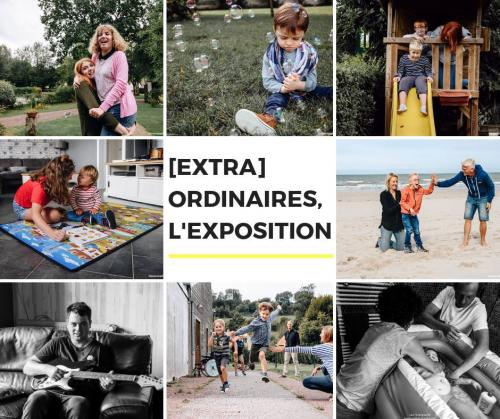 [EXTRA]
ORDINAIRES,
L'EXPOSITION